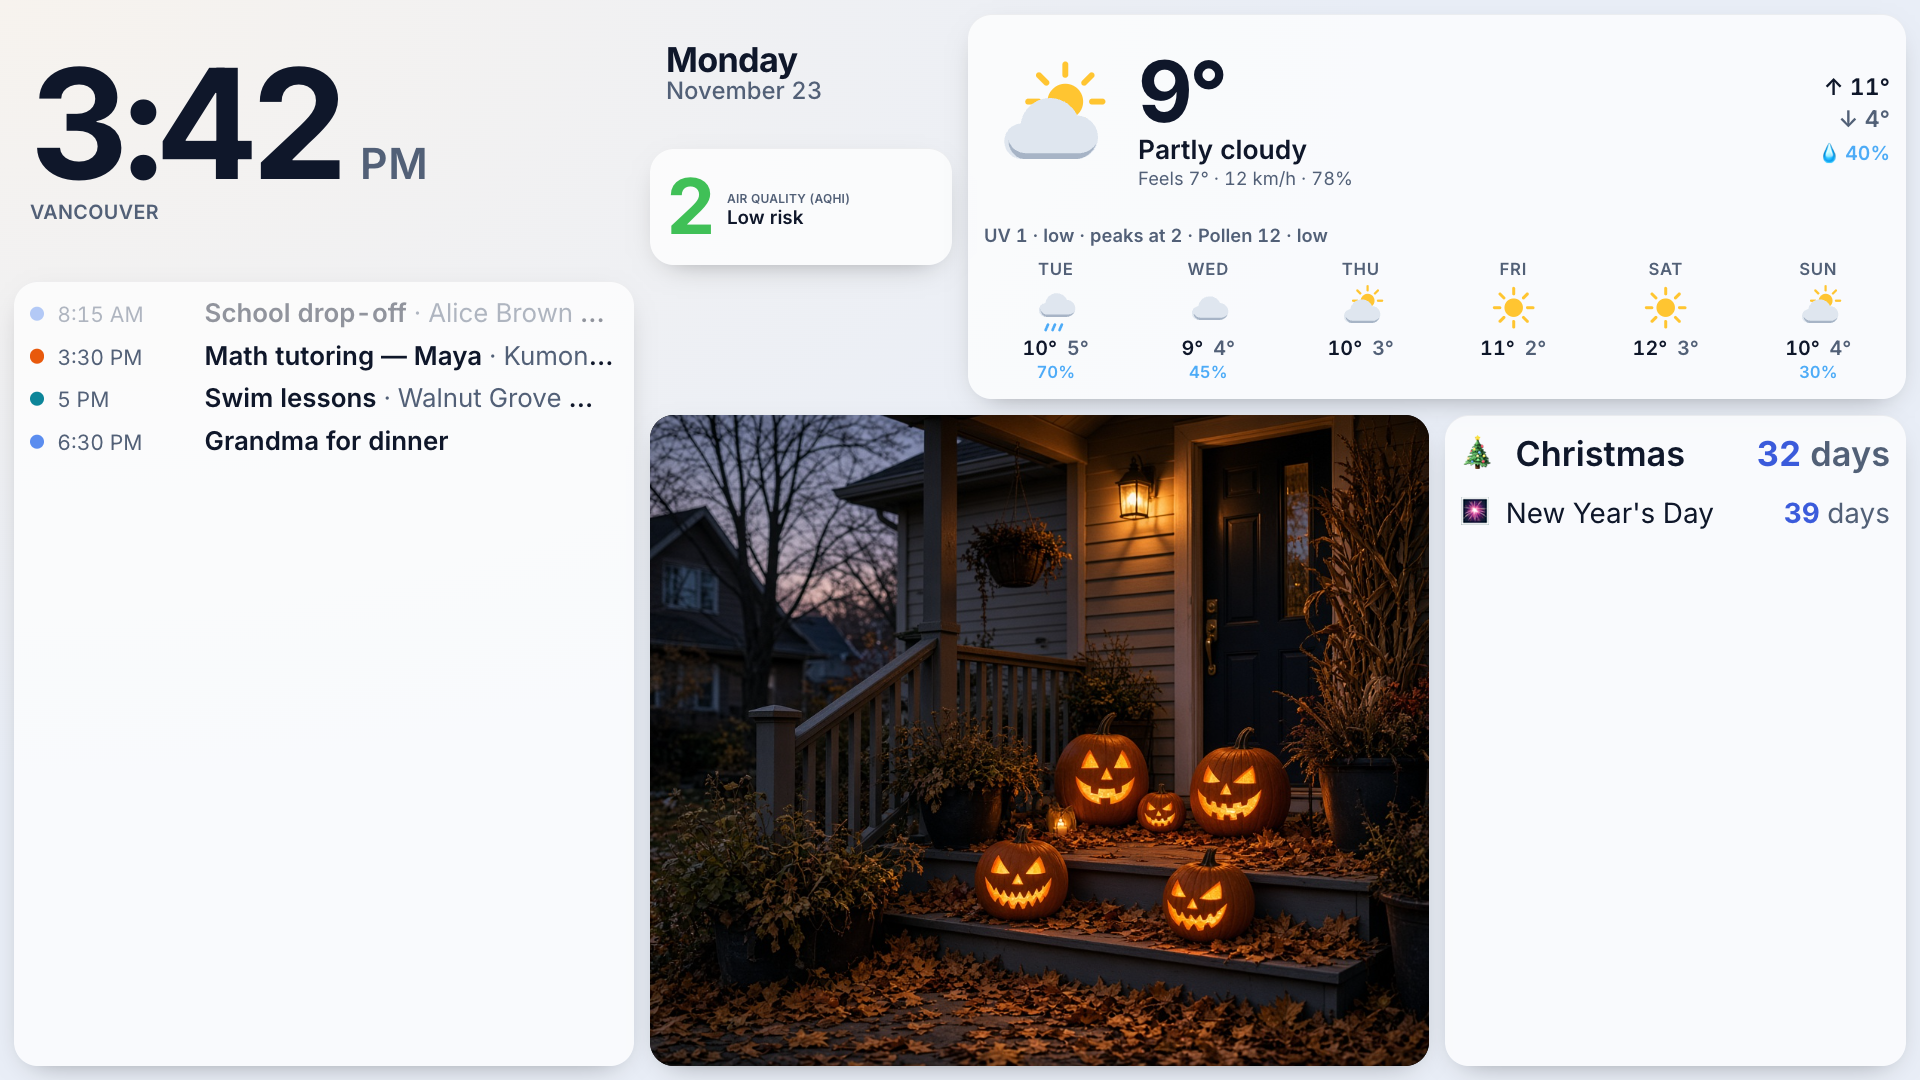 3:42 PM
VANCOUVER
Monday
November 23
2
AIR QUALITY (AQHI)
Low risk
9°
Partly cloudy
Feels 7° · 12 km/h · 78%
↑ 11°
↓ 4°
40%
UV 1 · low · peaks at 2 · Pollen 12 · low
TUE WED THU FRI SAT SUN
10° 5° 9° 4° 10° 3° 11° 2° 12° 3° 10° 4°
70% 45% 30%
8:15 AM School drop-off · Alice Brown ...
3:30 PM Math tutoring — Maya · Kumon...
5 PM Swim lessons · Walnut Grove ...
6:30 PM Grandma for dinner
Christmas 32 days
New Year's Day 39 days